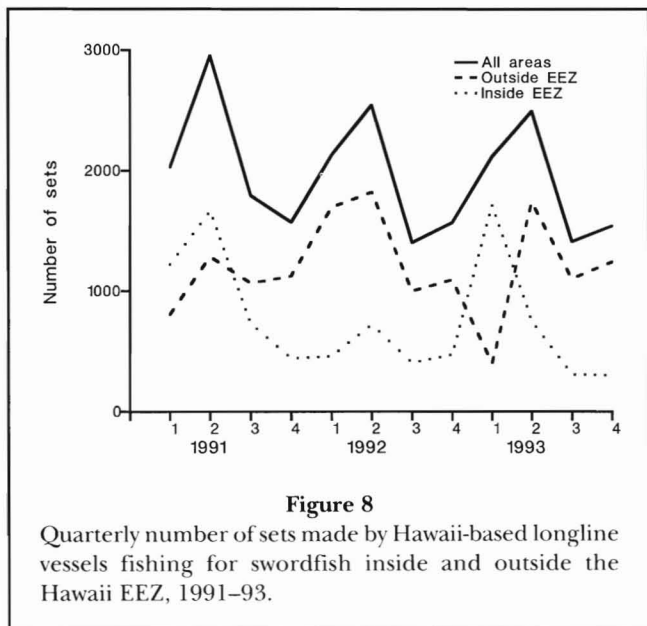 3000
2000
1000
0
Number of sets
All areas
Outside EEZ
Inside EEZ
1 2 3 4 1 2 3 4 1 2 3 4
1991 1992 1993
Figure 8
Quarterly number of sets made by Hawaii-based longline
vessels fishing for swordfish inside and outside the
Hawaii EEZ, 1991–93.